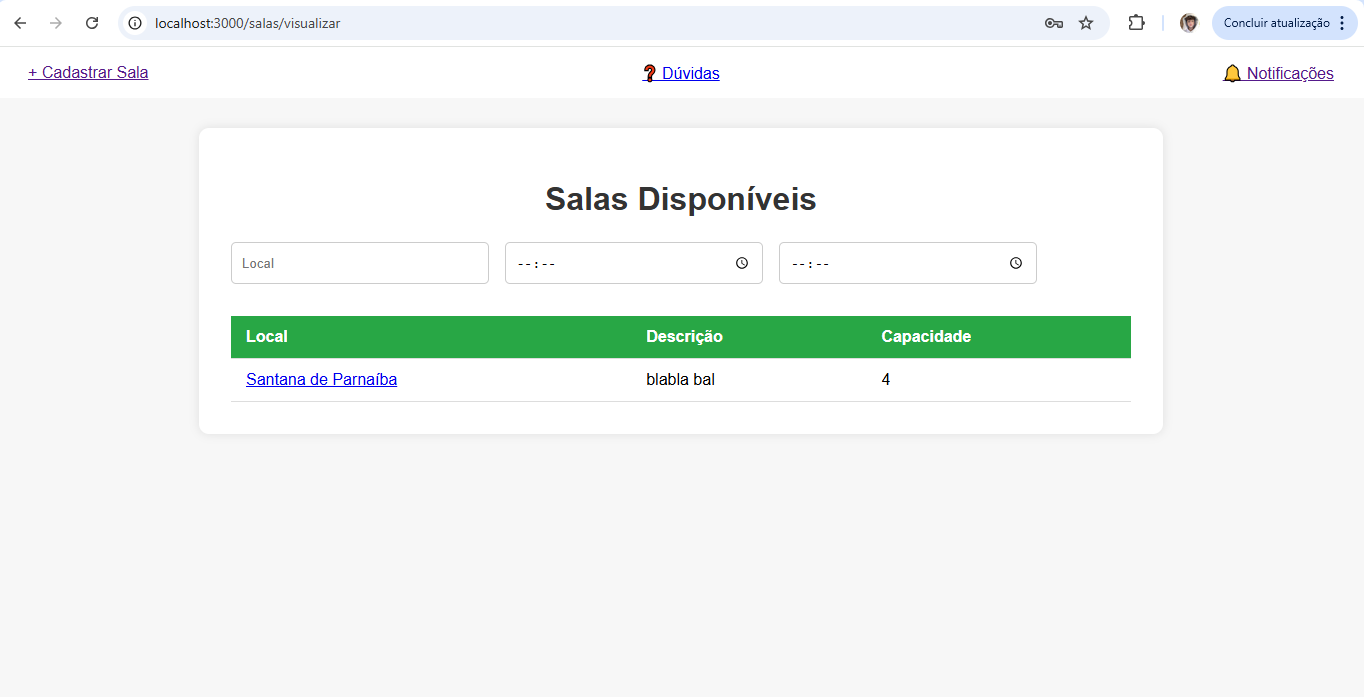 localhost:3000/salas/visualizar
Concluir atualização
+ Cadastrar Sala
❓ Dúvidas
🔔 Notificações
Salas Disponíveis
Local
--:--
--:--
Local Descrição Capacidade
Santana de Parnaíba blabla bal 4